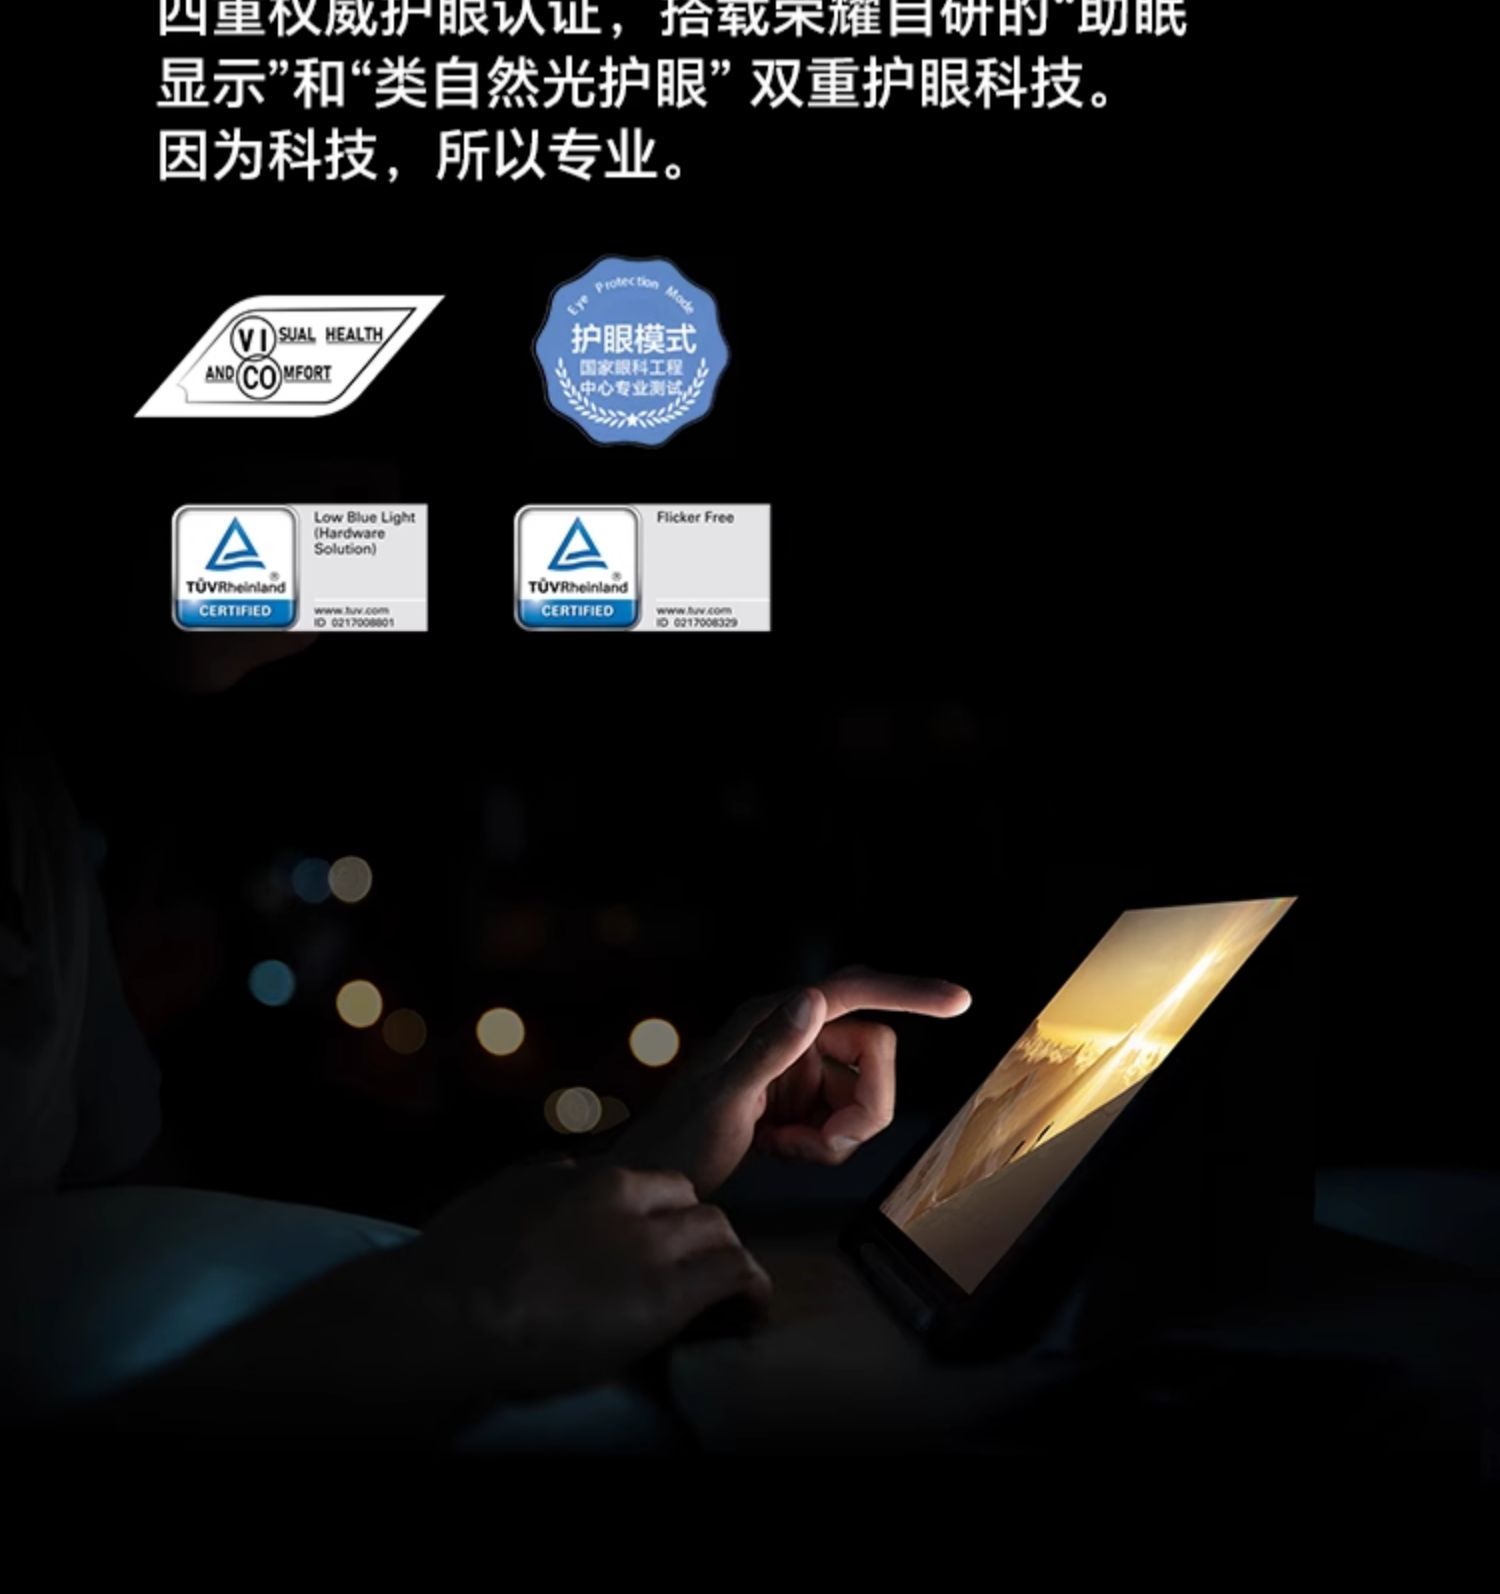 四重权威护眼认证，搭载荣耀自研的“助眠
显示”和“类自然光护眼” 双重护眼科技。
因为科技，所以专业。
VISUAL HEALTH
AND COMFORT
Eye Protection Mode
护眼模式
国家眼科工程
中心专业测试
Low Blue Light
(Hardware
Solution)
TÜVRheinland®
CERTIFIED
www.tuv.com
ID 0217008801
Flicker Free
TÜVRheinland®
CERTIFIED
www.tuv.com
ID 0217008329